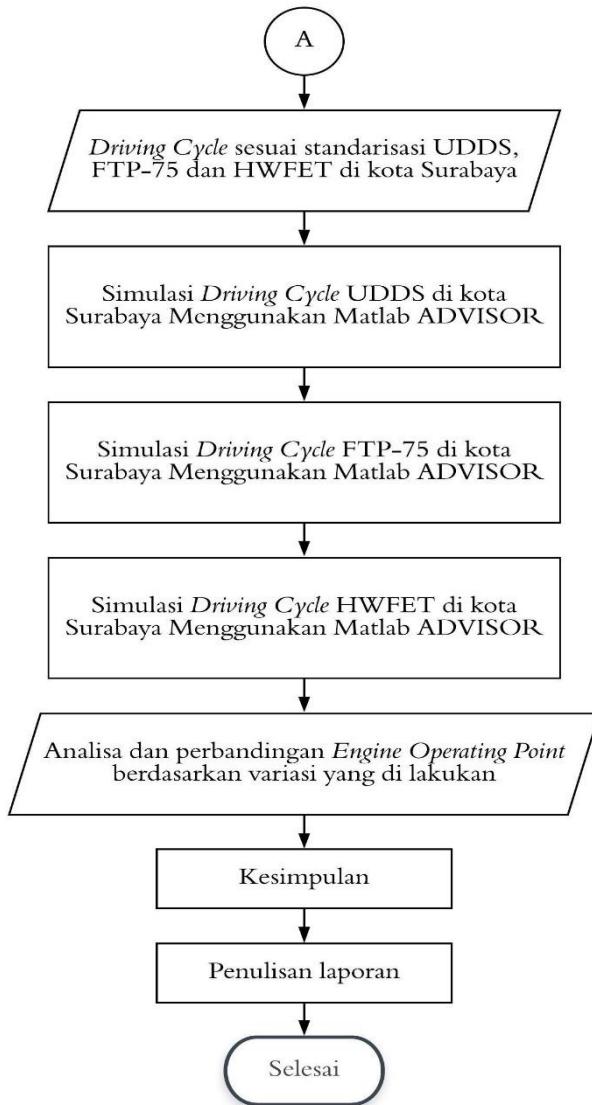 A
Driving Cycle sesuai standarisasi UDDS,
FTP-75 dan HWFET di kota Surabaya
Simulasi Driving Cycle UDDS di kota
Surabaya Menggunakan Matlab ADVISOR
Simulasi Driving Cycle FTP-75 di kota
Surabaya Menggunakan Matlab ADVISOR
Simulasi Driving Cycle HWFET di kota
Surabaya Menggunakan Matlab ADVISOR
Analisa dan perbandingan Engine Operating Point
berdasarkan variasi yang di lakukan
Kesimpulan
Penulisan laporan
Selesai